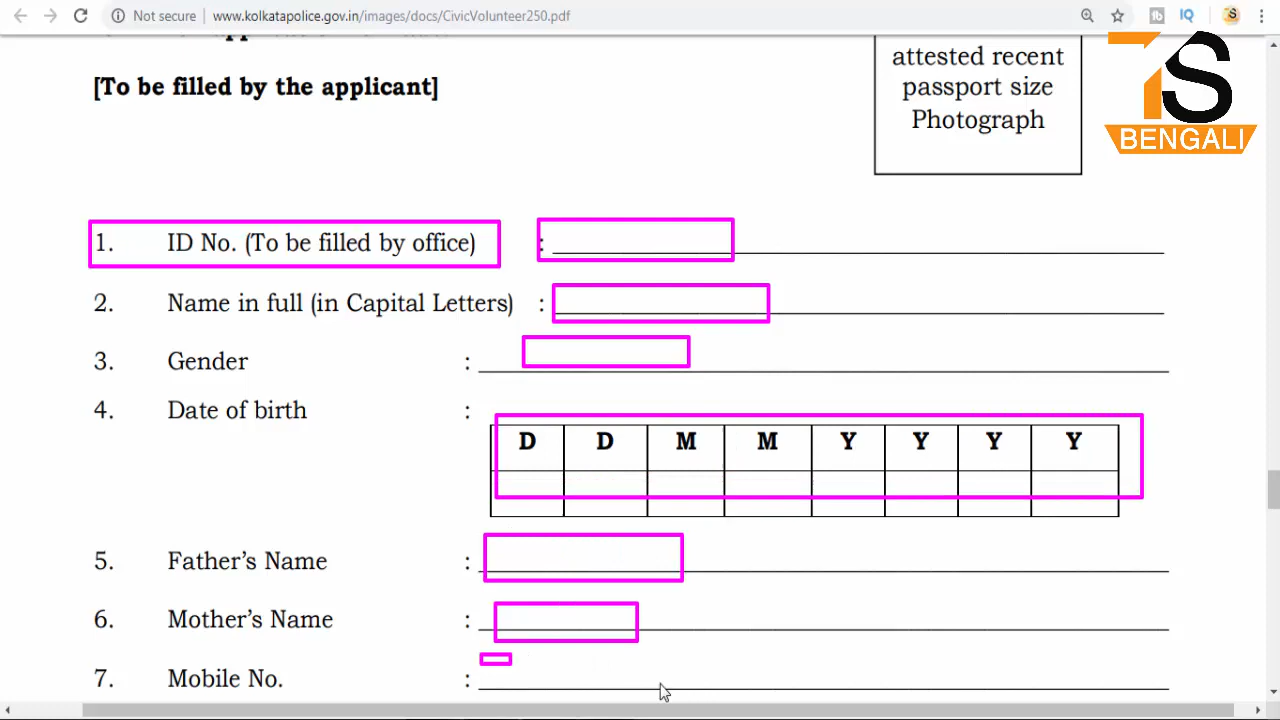 Not secure | www.kolkatapolice.gov.in/images/docs/CivicVolunteer250.pdf
[To be filled by the applicant]
attested recent
passport size
Photograph
7S
BENGALI
1. ID No. (To be filled by office) :
2. Name in full (in Capital Letters) :
3. Gender :
4. Date of birth :
D D M M Y Y Y Y
5. Father’s Name :
6. Mother’s Name :
7. Mobile No. :